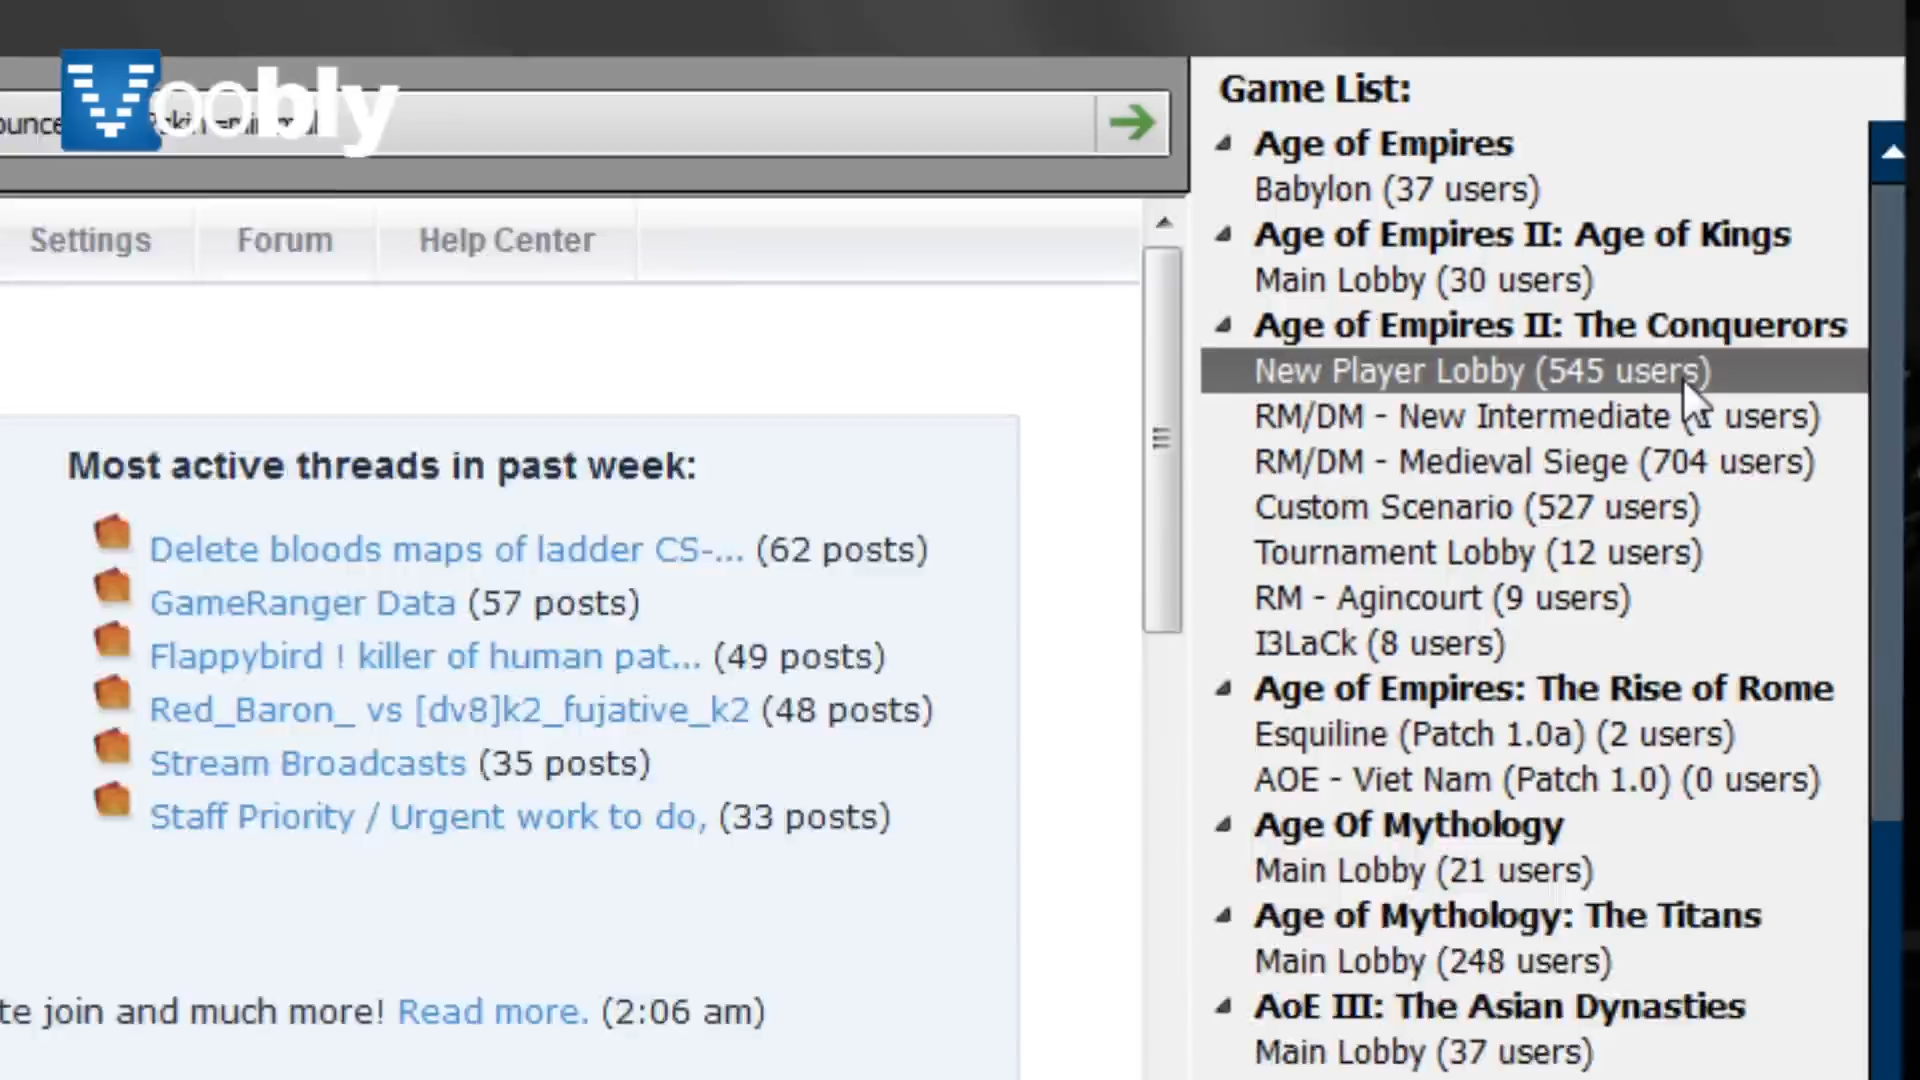 Voobly
Settings
Forum
Help Center
Most active threads in past week:
Delete bloods maps of ladder CS-... (62 posts)
GameRanger Data (57 posts)
Flappybird ! killer of human pat... (49 posts)
Red_Baron_ vs [dv8]k2_fujative_k2 (48 posts)
Stream Broadcasts (35 posts)
Staff Priority / Urgent work to do, (33 posts)
te join and much more! Read more. (2:06 am)
Game List:
Age of Empires
Babylon (37 users)
Age of Empires II: Age of Kings
Main Lobby (30 users)
Age of Empires II: The Conquerors
New Player Lobby (545 users)
RM/DM - New Intermediate users)
RM/DM - Medieval Siege (704 users)
Custom Scenario (527 users)
Tournament Lobby (12 users)
RM - Agincourt (9 users)
I3LaCk (8 users)
Age of Empires: The Rise of Rome
Esquiline (Patch 1.0a) (2 users)
AOE - Viet Nam (Patch 1.0) (0 users)
Age Of Mythology
Main Lobby (21 users)
Age of Mythology: The Titans
Main Lobby (248 users)
AoE III: The Asian Dynasties
Main Lobby (37 users)